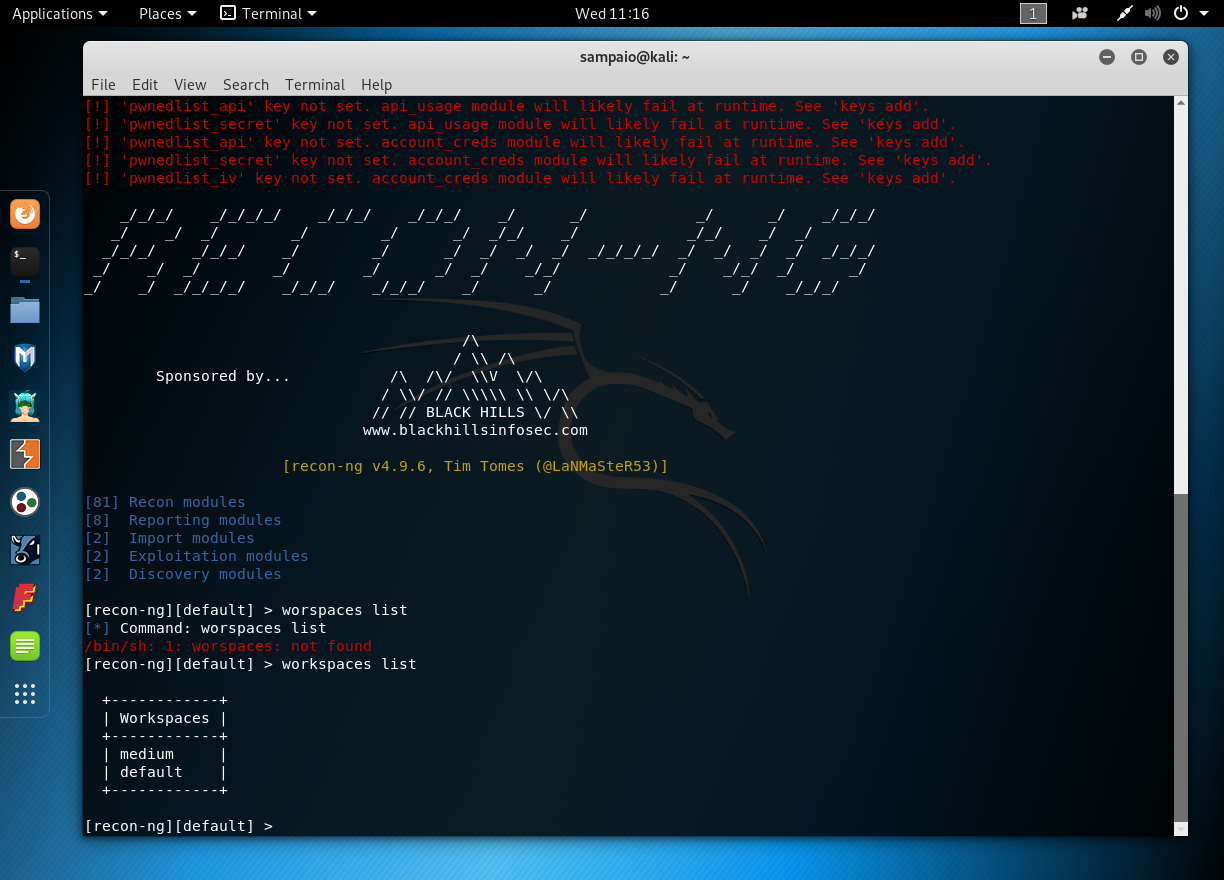 Applications Places Terminal Wed 11:16 1
sampaio@kali: ~
File Edit View Search Terminal Help
[!] 'pwnedlist_api' key not set. api_usage module will likely fail at runtime. See 'keys add'.
[!] 'pwnedlist_secret' key not set. api_usage module will likely fail at runtime. See 'keys add'.
[!] 'pwnedlist_api' key not set. account_creds module will likely fail at runtime. See 'keys add'.
[!] 'pwnedlist_secret' key not set. account_creds module will likely fail at runtime. See 'keys add'.
[!] 'pwnedlist_iv' key not set. account_creds module will likely fail at runtime. See 'keys add'.
    _/_/_/    _/_/_/_/    _/_/_/    _/_/_/    _/      _/            _/      _/    _/_/_/
   _/    _/  _/        _/        _/      _/  _/_/    _/            _/_/    _/  _/
  _/_/_/    _/_/_/    _/        _/      _/  _/  _/  _/  _/_/_/_/  _/  _/  _/  _/  _/_/_/
 _/    _/  _/        _/        _/      _/  _/    _/_/            _/    _/_/  _/      _/
_/    _/  _/_/_/_/    _/_/_/    _/_/_/    _/      _/            _/      _/    _/_/_/
/\
/ \\ /\
Sponsored by... /\ /\/ \\V \/\
/ \\/ // \\\\\ \\ \/\
// // BLACK HILLS \/ \\
www.blackhillsinfosec.com
[recon-ng v4.9.6, Tim Tomes (@LaNMaSteR53)]
[81] Recon modules
[8]  Reporting modules
[2]  Import modules
[2]  Exploitation modules
[2]  Discovery modules
[recon-ng][default] > worspaces list
[*] Command: worspaces list
/bin/sh: 1: worspaces: not found
[recon-ng][default] > workspaces list
+------------+
| Workspaces |
+------------+
| medium     |
| default    |
+------------+
[recon-ng][default] >